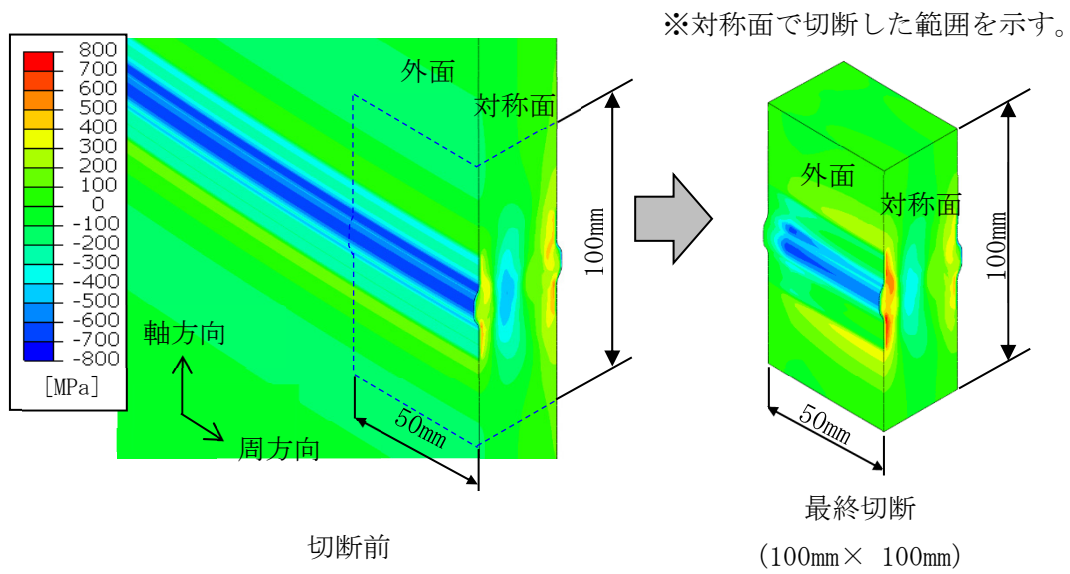 ※対称面で切断した範囲を示す。
800
700
600
500
400
300
200
100
0
-100
-200
-300
-400
-500
-600
-700
-800
[MPa]
外面
対称面
100mm
軸方向
周方向
50mm
切断前
外面
対称面
100mm
50mm
最終切断
(100mm× 100mm)